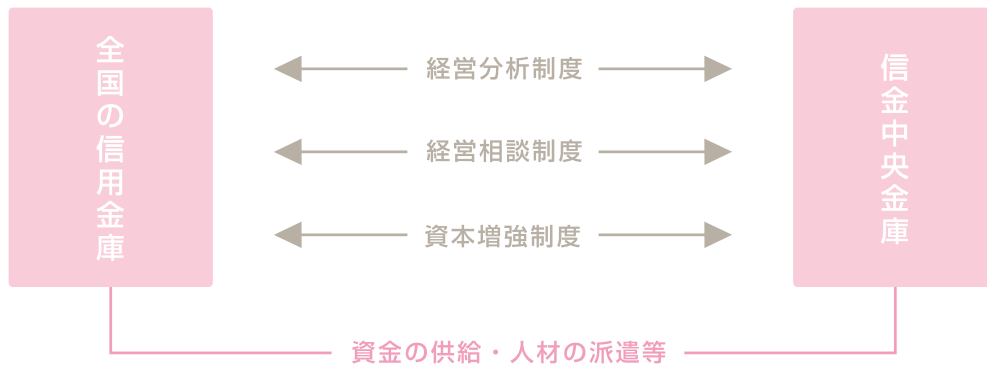 全国の信用金庫
経営分析制度
経営相談制度
資本増強制度
信金中央金庫
資金の供給・人材の派遣等